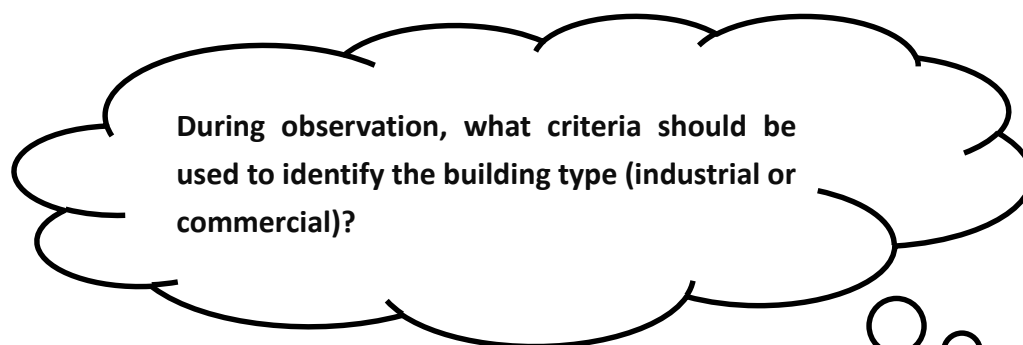 During observation, what criteria should be
used to identify the building type (industrial or
commercial)?